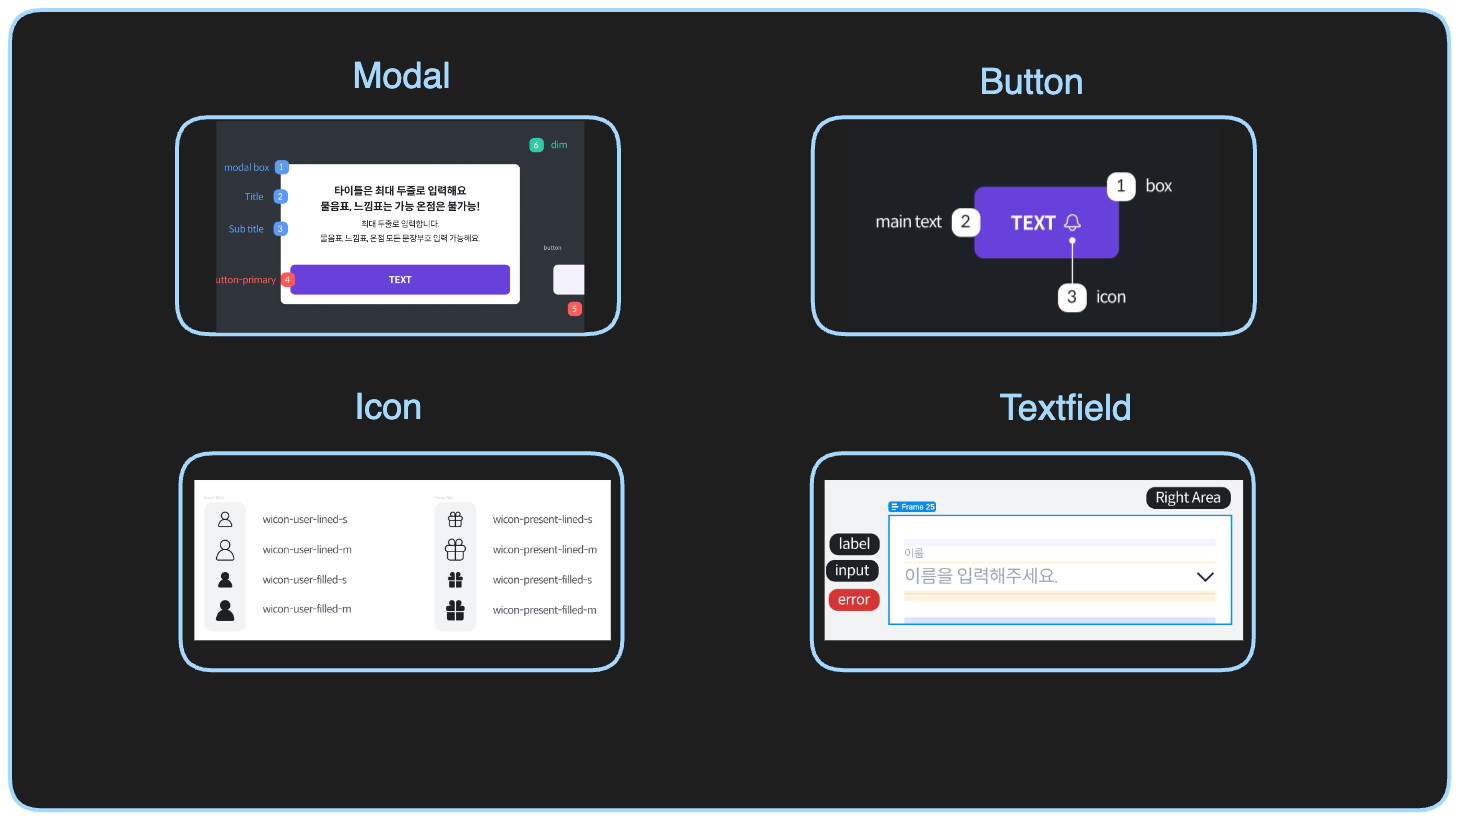 Modal
Button
6 dim
modal box 1
Title 2
Sub title 3
타이틀은 최대 두줄로 입력해요
물음표, 느낌표는 가능 온점은 불가능!
최대 두줄로 입력합니다.
물음표, 느낌표, 온점 모든 문장부호 입력 가능해요.
button
utton-primary 4
TEXT
5
1 box
main text 2
TEXT
3 icon
Icon
Textfield
wicon-user-lined-s
wicon-user-lined-m
wicon-user-filled-s
wicon-user-filled-m
wicon-present-lined-s
wicon-present-lined-m
wicon-present-filled-s
wicon-present-filled-m
Right Area
Frame 25
label
input
error
이름
이름을 입력해주세요.